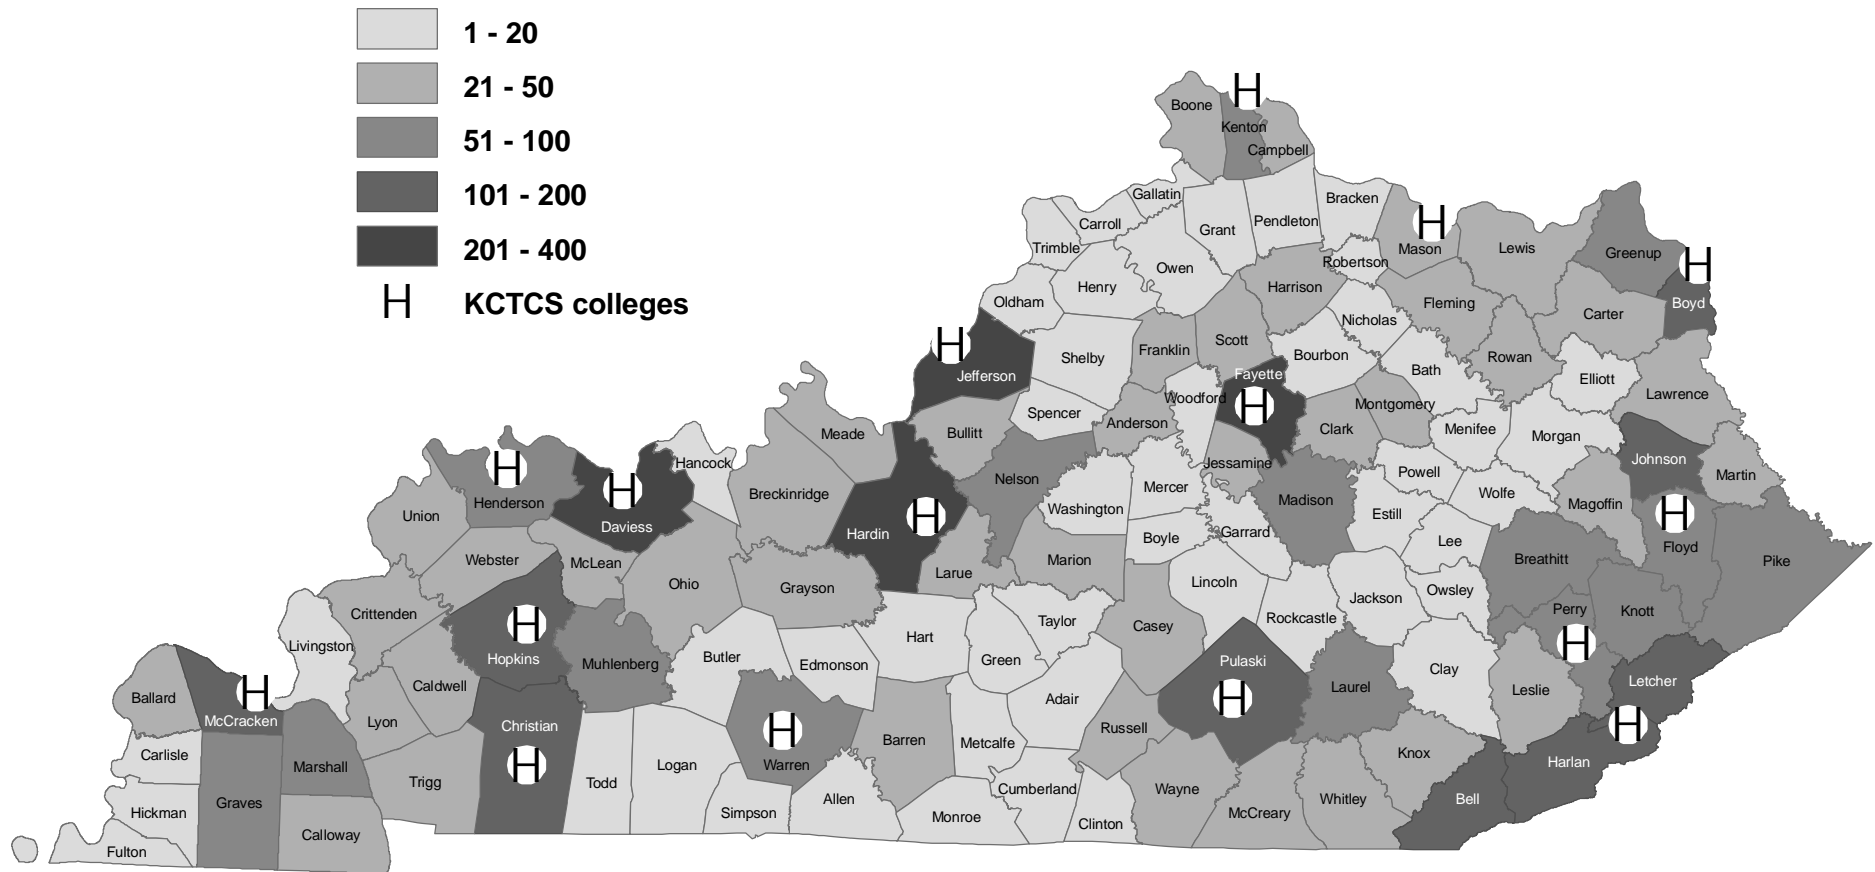 1 - 20
21 - 50
51 - 100
101 - 200
201 - 400
H KCTCS colleges
H
Boone
Kenton
Campbell
Gallatin
Bracken
Carroll
Grant
Pendleton
H
Trimble
Mason
Lewis
Greenup
H
Owen
Robertson
Henry
Harrison
Oldham
Fleming
Boyd
Nicholas
Carter
H
Shelby
Franklin
Scott
Bourbon
Rowan
Jefferson
Fayette
Bath
Elliott
Lawrence
Woodford
H
Montgomery
Spencer
Anderson
Clark
Menifee
Morgan
Meade
Bullitt
Hancock
Jessamine
Johnson
H
Nelson
Powell
Martin
Henderson
H
Breckinridge
Mercer
Madison
Wolfe
Magoffin
Union
Daviess
H
Washington
Estill
H
Hardin
Garrard
Boyle
Lee
Floyd
Webster
McLean
Ohio
Grayson
Larue
Marion
Breathitt
Pike
Lincoln
Owsley
Jackson
Crittenden
H
Hart
Taylor
Casey
Rockcastle
Perry
Knott
Livingston
Hopkins
Muhlenberg
Butler
Edmonson
Green
Pulaski
Clay
H
Ballard
H
Caldwell
Adair
H
Laurel
Leslie
Letcher
McCracken
Lyon
Christian
H
Barren
Metcalfe
Russell
H
Carlisle
Marshall
H
Warren
Knox
Harlan
Graves
Trigg
Todd
Logan
Cumberland
Wayne
Whitley
Bell
Hickman
Calloway
Simpson
Allen
Monroe
Clinton
McCreary
Fulton